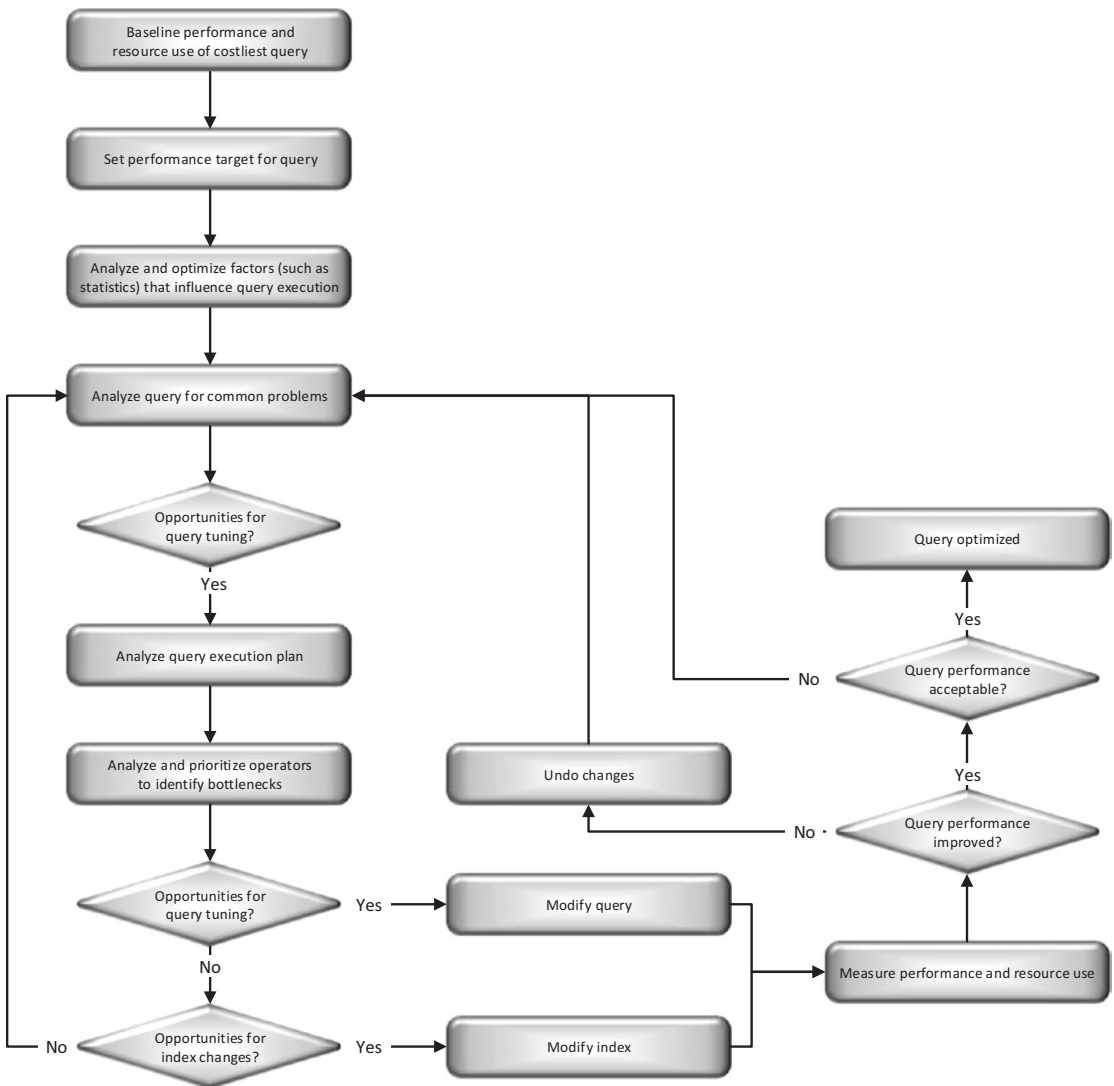 Baseline performance and
resource use of costliest query
Set performance target for query
Analyze and optimize factors (such as
statistics) that influence query execution
Analyze query for common problems
Opportunities for
query tuning?
Yes
Analyze query execution plan
Analyze and prioritize operators
to identify bottlenecks
Opportunities for
query tuning?
Yes
No
Opportunities for
index changes?
No
Yes
Modify query
Modify index
Measure performance and resource use
Query performance
improved?
No
Yes
Undo changes
Query performance
acceptable?
No
Yes
Query optimized